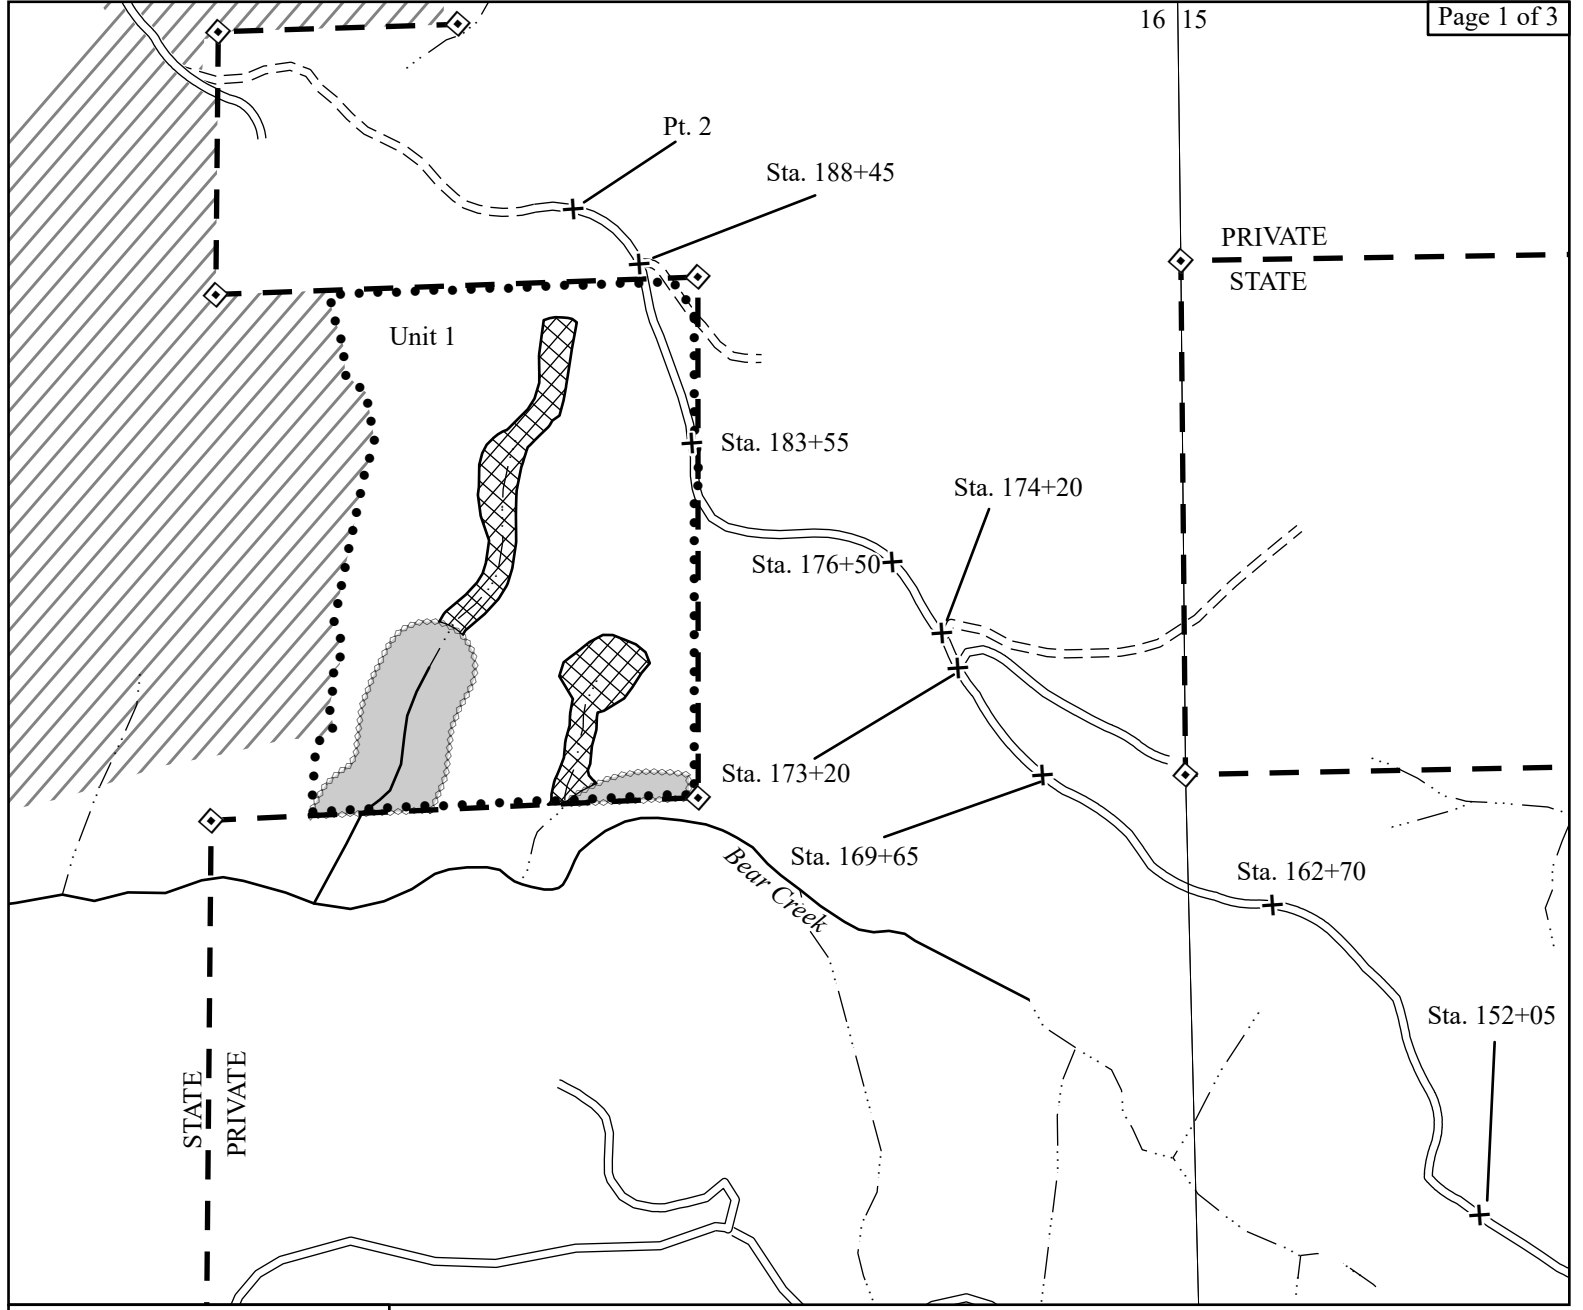 16 15
Page 1 of 3
Pt. 2
Sta. 188+45
PRIVATE
STATE
Unit 1
Sta. 183+55
Sta. 174+20
Sta. 176+50
Sta. 173+20
Sta. 169+65
Bear Creek
Sta. 162+70
Sta. 152+05
STATE
PRIVATE